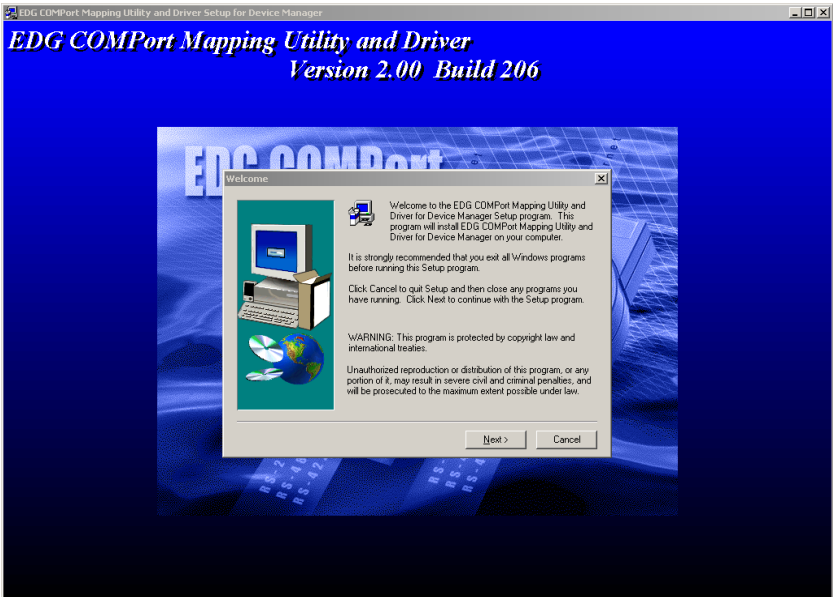 EDG COMPort Mapping Utility and Driver Setup for Device Manager
EDG COMPort Mapping Utility and Driver
Version 2.00 Build 206
EDG COMPort
Welcome
Welcome to the EDG COMPort Mapping Utility and
Driver for Device Manager Setup program. This
program will install EDG COMPort Mapping Utility and
Driver for Device Manager on your computer.
It is strongly recommended that you exit all Windows programs
before running this Setup program.
Click Cancel to quit Setup and then close any programs you
have running. Click Next to continue with the Setup program.
WARNING: This program is protected by copyright law and
international treaties.
Unauthorized reproduction or distribution of this program, or any
portion of it, may result in severe civil and criminal penalties, and
will be prosecuted to the maximum extent possible under law.
Next >
Cancel